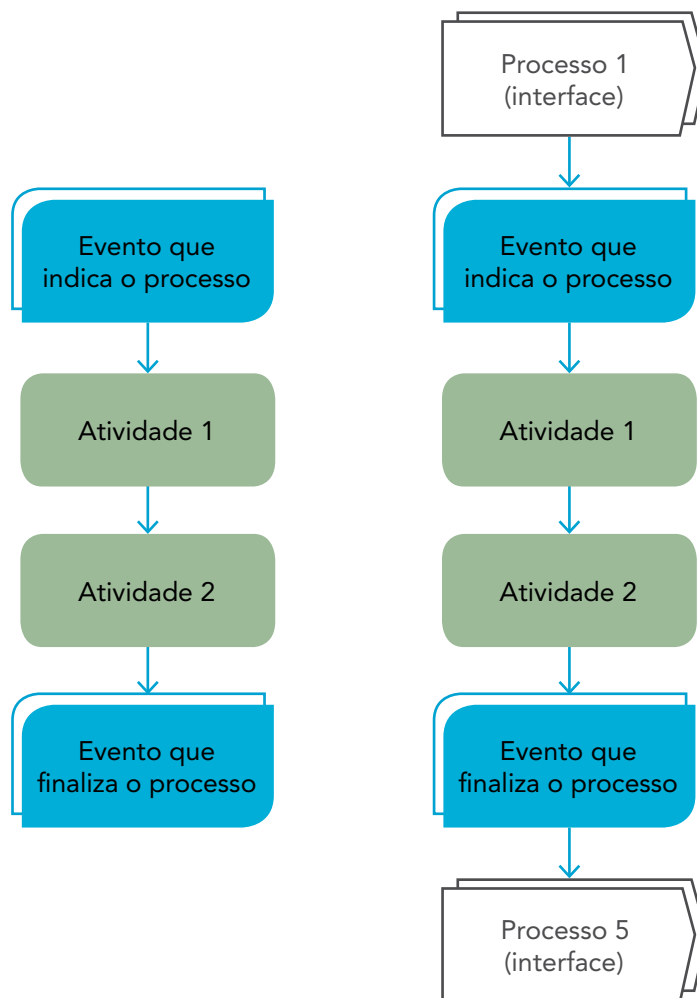 Processo 1
(interface)
Evento que
indica o processo
Evento que
indica o processo
Atividade 1
Atividade 1
Atividade 2
Atividade 2
Evento que
finaliza o processo
Evento que
finaliza o processo
Processo 5
(interface)